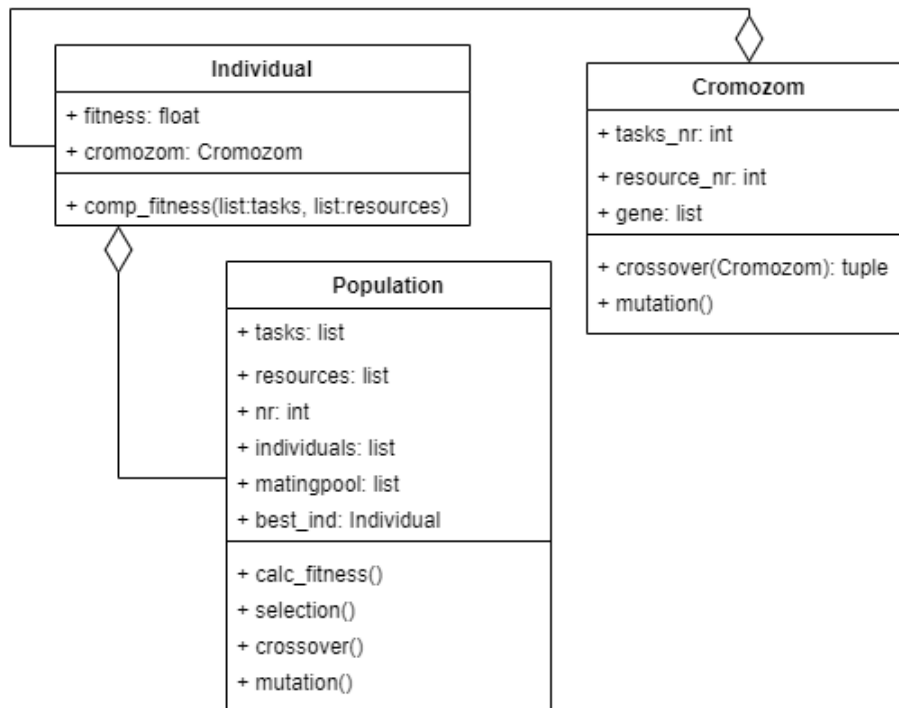 Individual
+ fitness: float
+ cromozom: Cromozom
+ comp_fitness(list:tasks, list:resources)
Cromozom
+ tasks_nr: int
+ resource_nr: int
+ gene: list
+ crossover(Cromozom): tuple
+ mutation()
Population
+ tasks: list
+ resources: list
+ nr: int
+ individuals: list
+ matingpool: list
+ best_ind: Individual
+ calc_fitness()
+ selection()
+ crossover()
+ mutation()